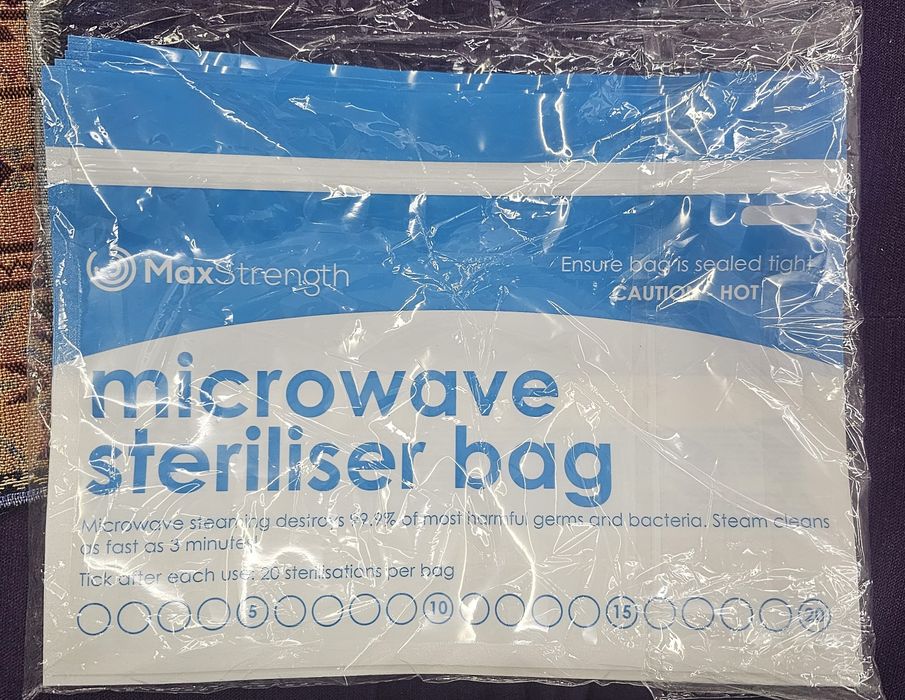 MaxStrength
Ensure bag is sealed tight
CAUTION HOT
microwave
steriliser bag
Microwave steaming destroys 99.9% of most harmful germs and bacteria. Steam cleans
as fast as 3 minutes!
Tick after each use: 20 sterilisations per bag
5 10 15 20